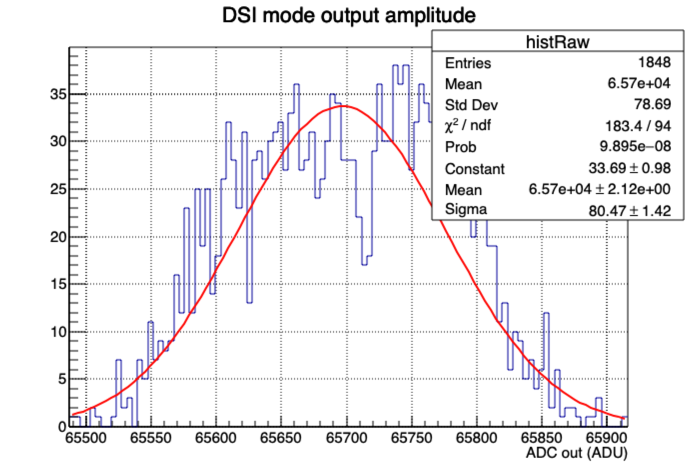 DSI mode output amplitude
histRaw
Entries 1848
Mean 6.57e+04
Std Dev 78.69
χ² / ndf 183.4 / 94
Prob 9.895e−08
Constant 33.69 ± 0.98
Mean 6.57e+04 ± 2.12e+00
Sigma 80.47 ± 1.42
35
30
25
20
15
10
5
0
65500 65550 65600 65650 65700 65750 65800 65850 65900
ADC out (ADU)